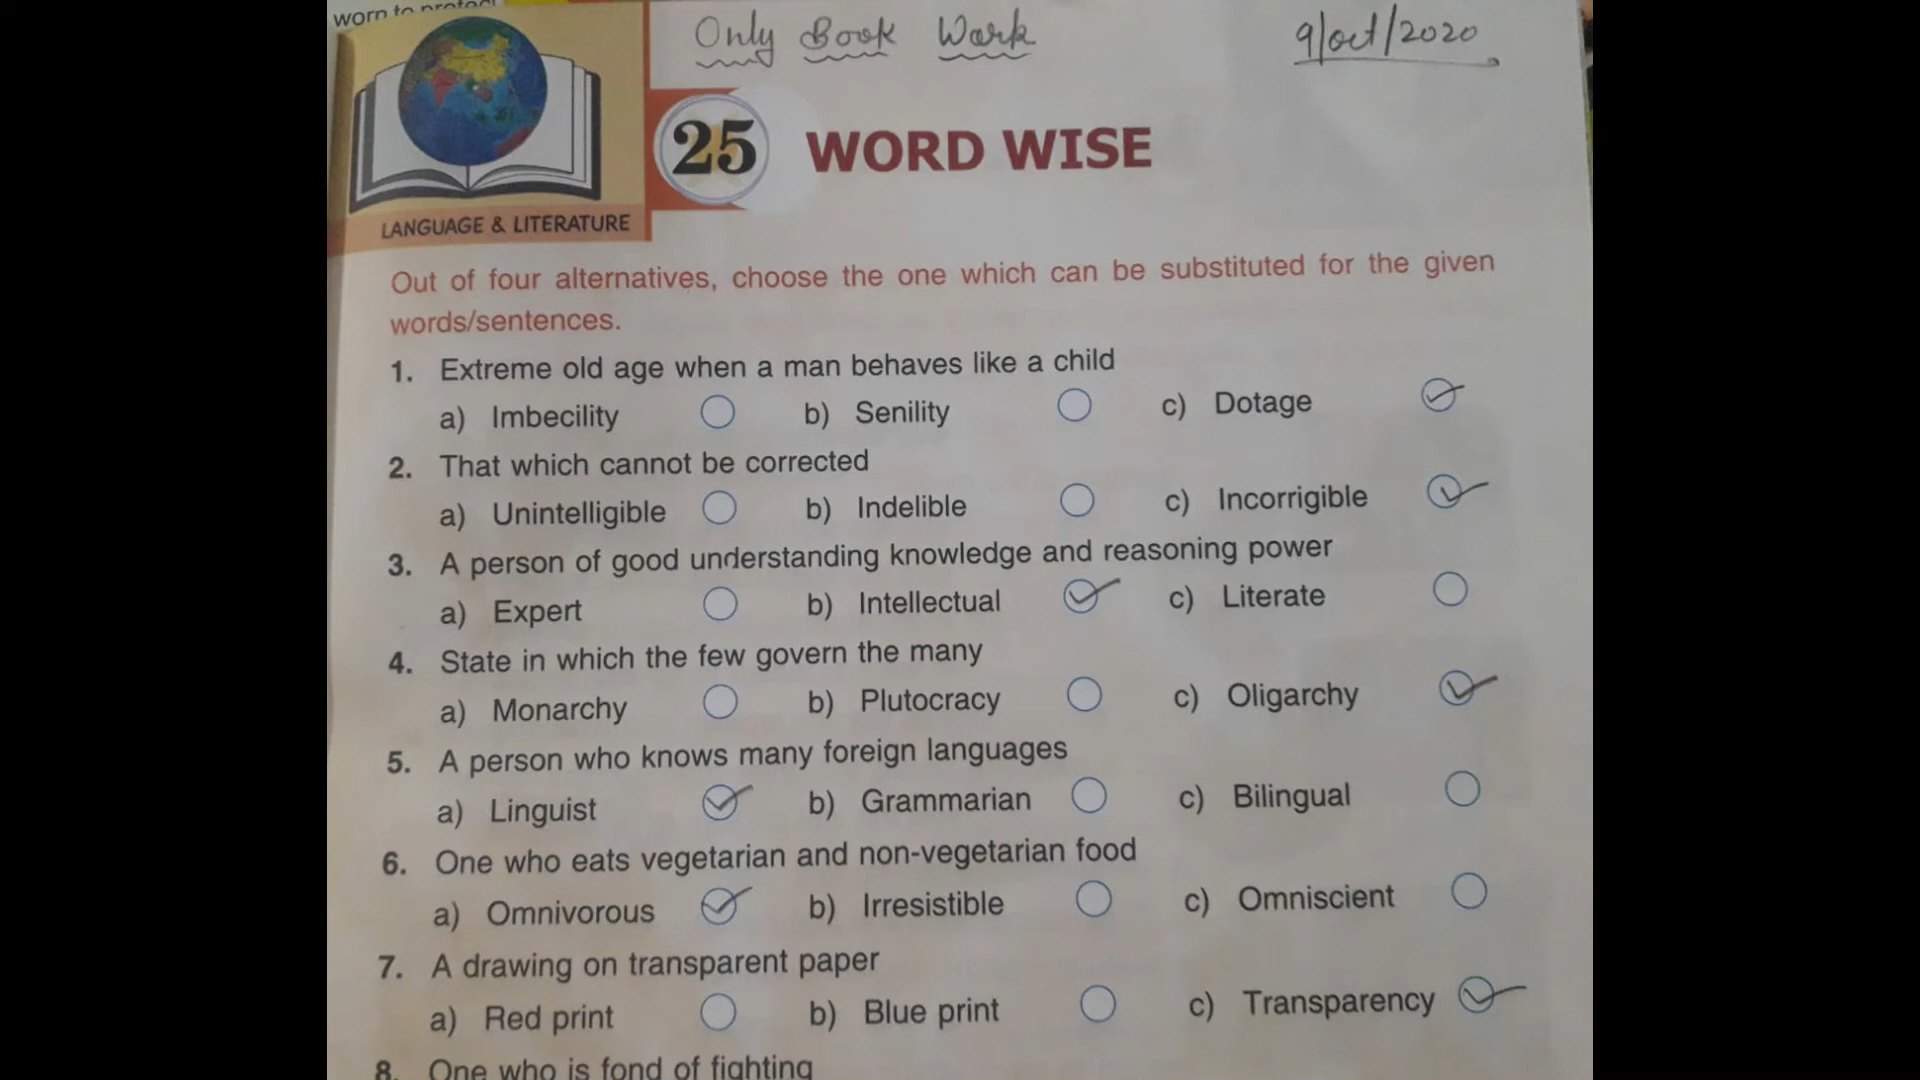 worn to protect
Only Book Work
9/oct/2020
25 WORD WISE
LANGUAGE & LITERATURE
Out of four alternatives, choose the one which can be substituted for the given
words/sentences.
1. Extreme old age when a man behaves like a child
a) Imbecility b) Senility c) Dotage
2. That which cannot be corrected
a) Unintelligible b) Indelible c) Incorrigible
3. A person of good understanding knowledge and reasoning power
a) Expert b) Intellectual c) Literate
4. State in which the few govern the many
a) Monarchy b) Plutocracy c) Oligarchy
5. A person who knows many foreign languages
a) Linguist b) Grammarian c) Bilingual
6. One who eats vegetarian and non-vegetarian food
a) Omnivorous b) Irresistible c) Omniscient
7. A drawing on transparent paper
a) Red print b) Blue print c) Transparency
8. One who is fond of fighting